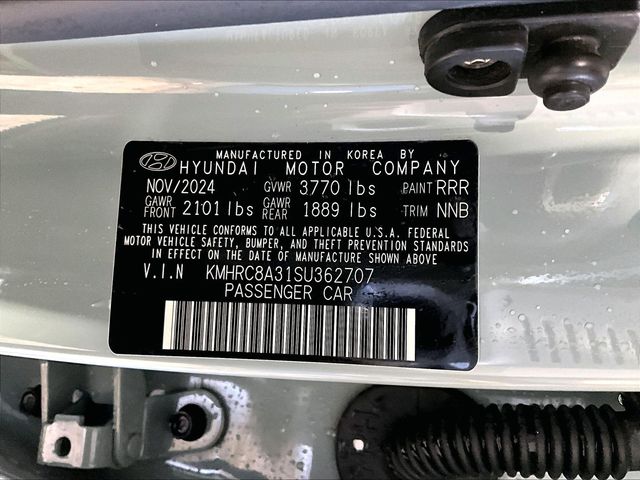 MANUFACTURED IN KOREA BY
HYUNDAI MOTOR COMPANY
NOV/2024 GVWR 3770 lbs PAINT RRR
GAWR FRONT 2101 lbs GAWR REAR 1889 lbs TRIM NNB
THIS VEHICLE CONFORMS TO ALL APPLICABLE U.S.A. FEDERAL
MOTOR VEHICLE SAFETY, BUMPER, AND THEFT PREVENTION STANDARDS
IN EFFECT ON THE DATE OF MANUFACTURE SHOWN ABOVE
V.I.N KMHRC8A31SU362707
PASSENGER CAR